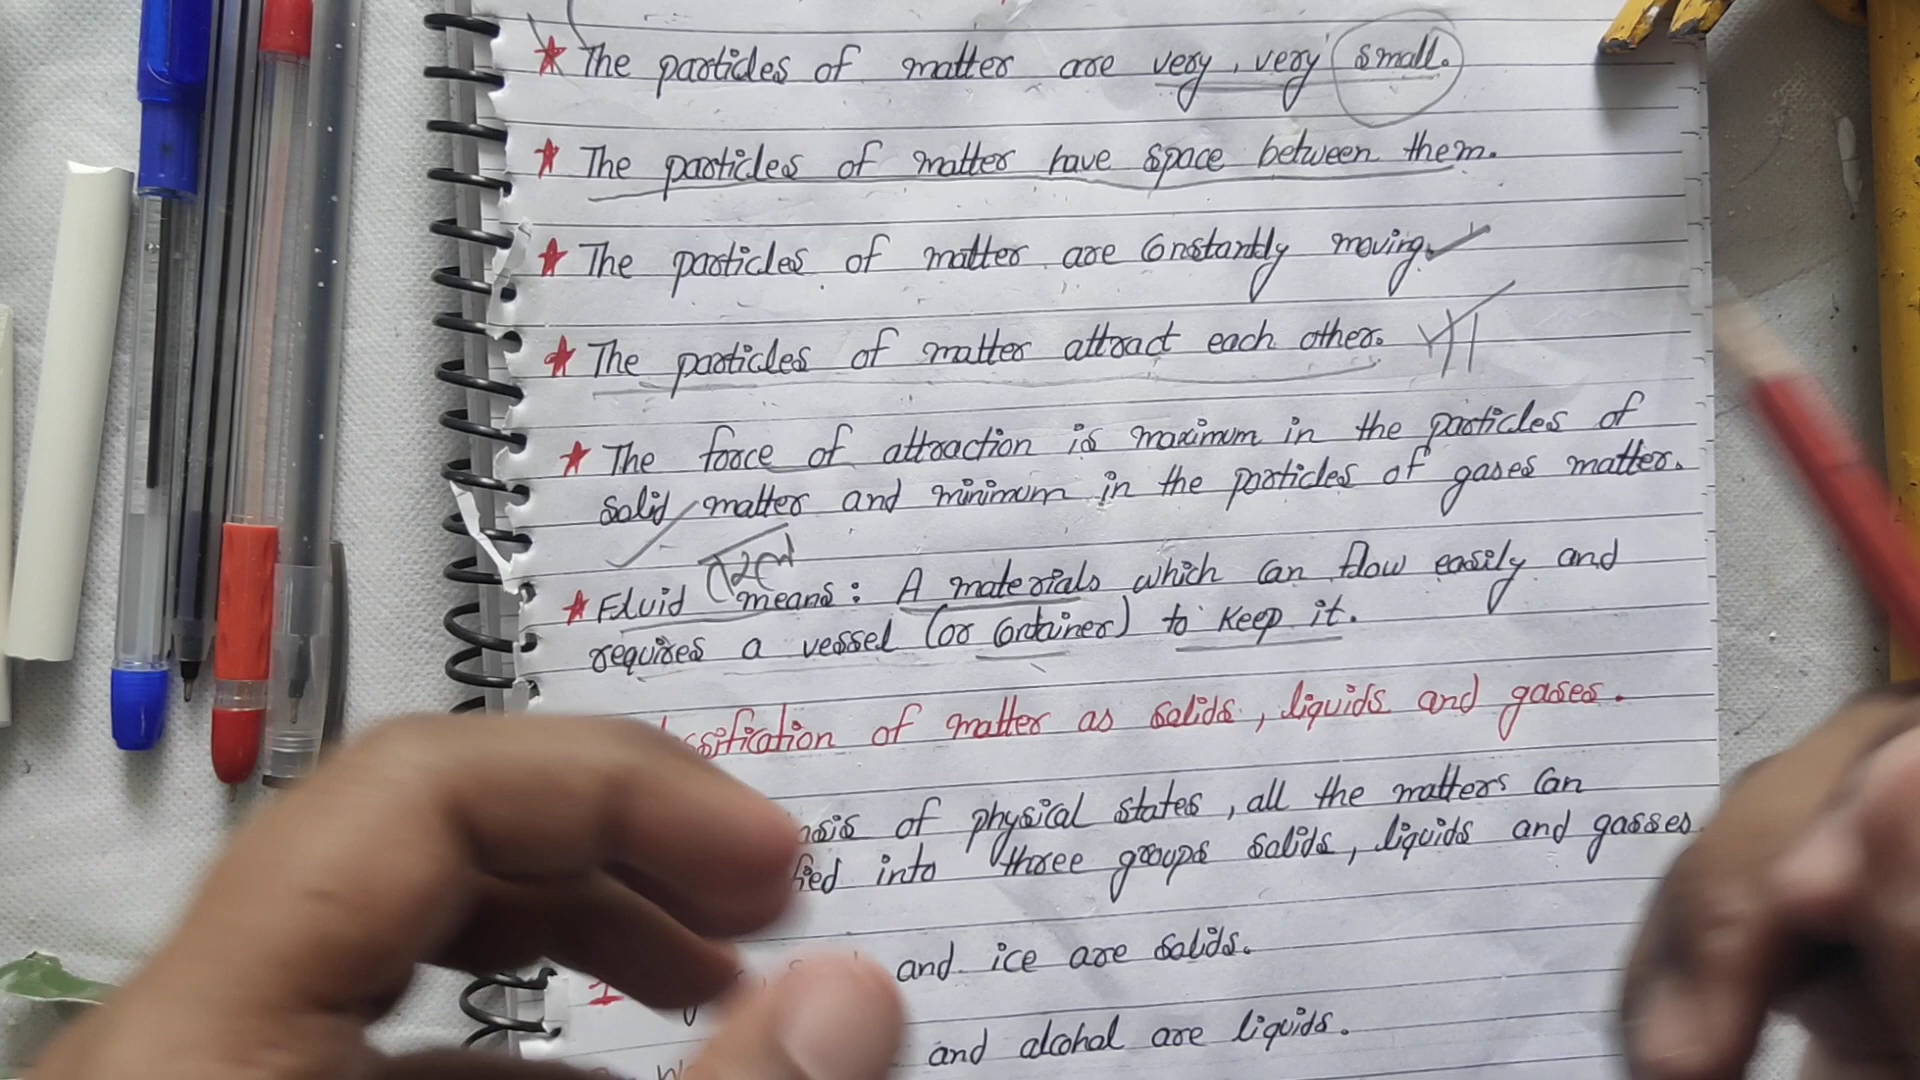 The particles of matter are very, very small.
The particles of matter have space between them.
The particles of matter are Constantly moving.
The particles of matter attract each other.
The force of attraction is maximum in the particles of
solid matter and minimum in the particles of gases matter.
Fluid means: A materials which can flow easily and
requires a vessel (or Container) to keep it.
ssification of matter as solids, liquids and gases.
asis of physical states, all the matters can
fied into three groups solids, liquids and gasses
and ice are solids.
and alcohal are liquids.